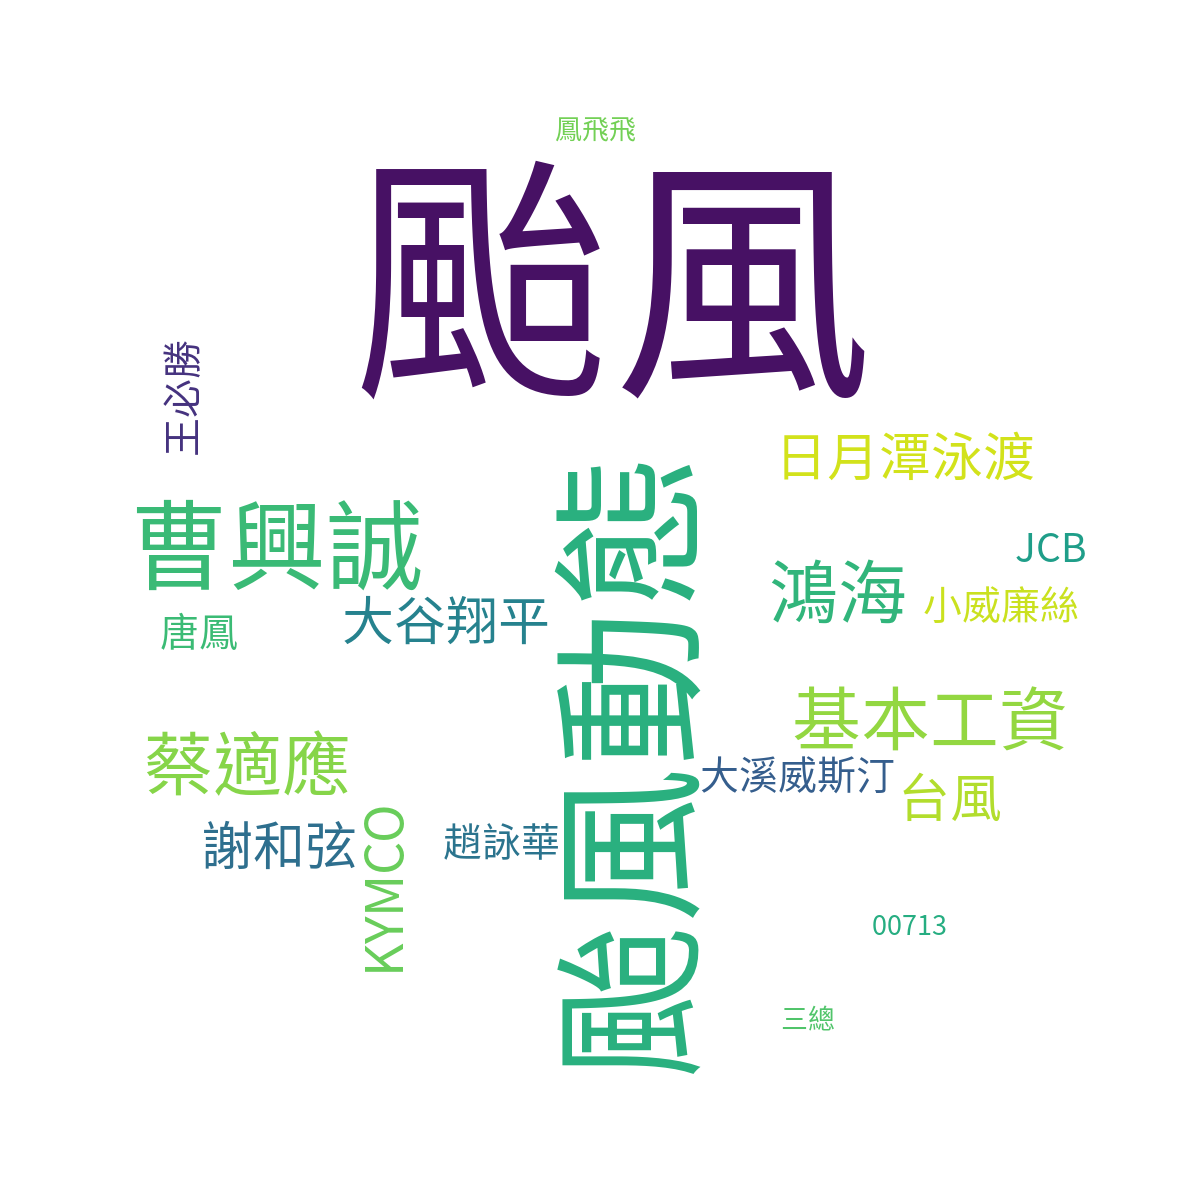 鳳飛飛
颱風
王必勝
日月潭泳渡
曹興誠
JCB
鴻海
小威廉絲
大谷翔平
唐鳳
颱風動態
基本工資
蔡適應
大溪威斯汀
台風
謝和弦
趙詠華
KYMCO
00713
三總